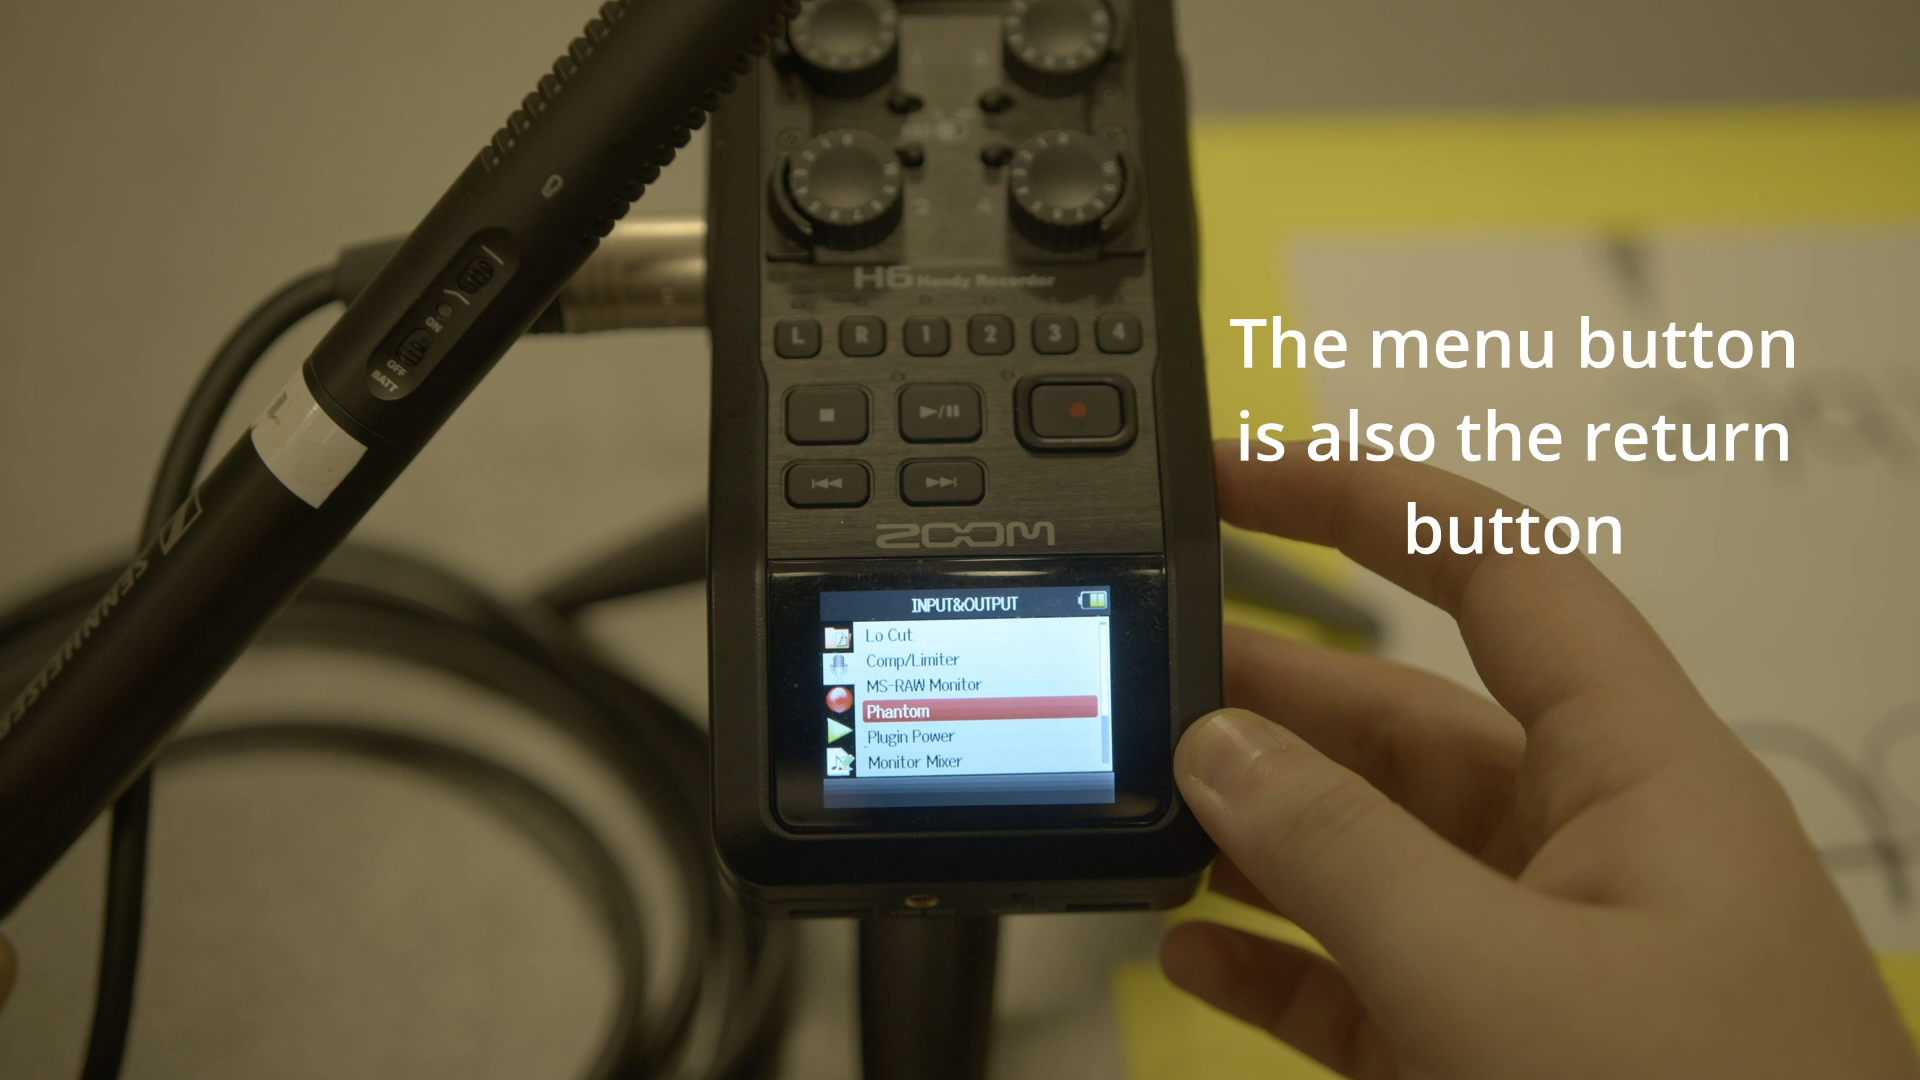 The menu button
is also the return
button
H6 Handy Recorder
L R 1 2 3 4
ZOOM
INPUT&OUTPUT
Lo Cut
Comp/Limiter
MS-RAW Monitor
Phantom
Plugin Power
Monitor Mixer
ON
OFF
BATT
SENNHEISER